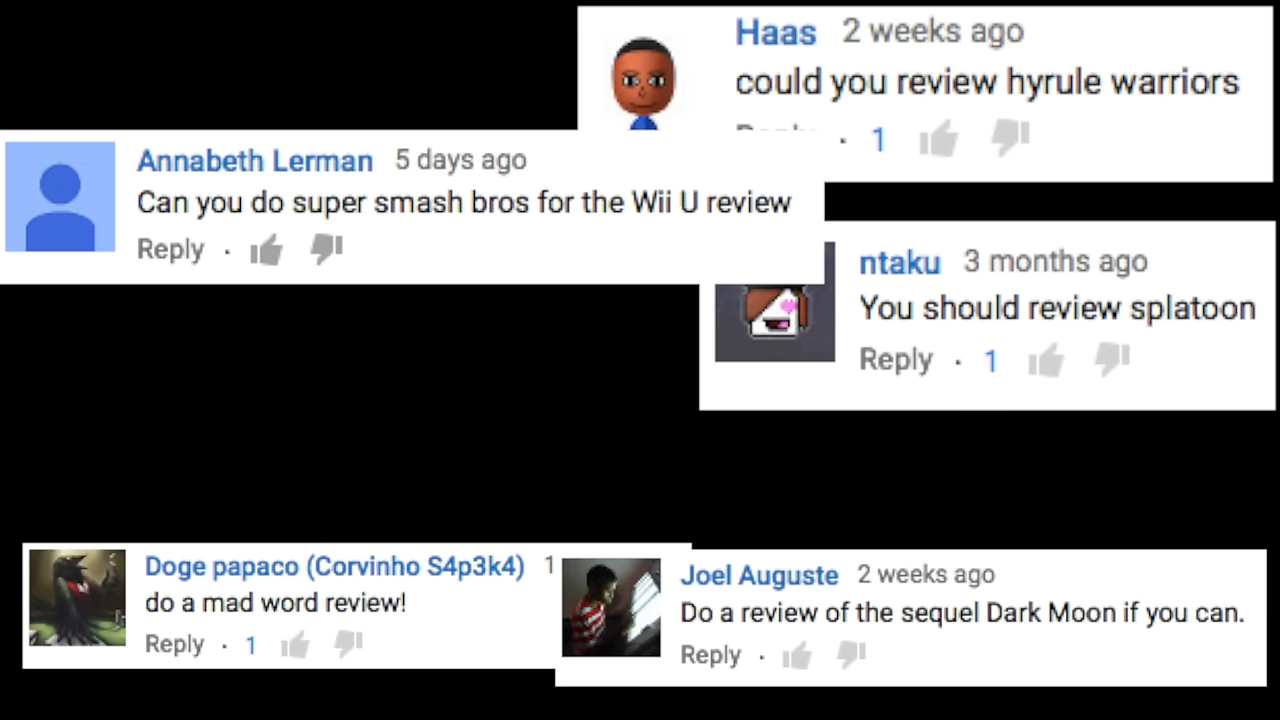 Haas 2 weeks ago
could you review hyrule warriors
Reply · 1
Annabeth Lerman 5 days ago
Can you do super smash bros for the Wii U review
Reply ·
ntaku 3 months ago
You should review splatoon
Reply · 1
Doge papaco (Corvinho S4p3k4) 1
do a mad word review!
Reply · 1
Joel Auguste 2 weeks ago
Do a review of the sequel Dark Moon if you can.
Reply ·